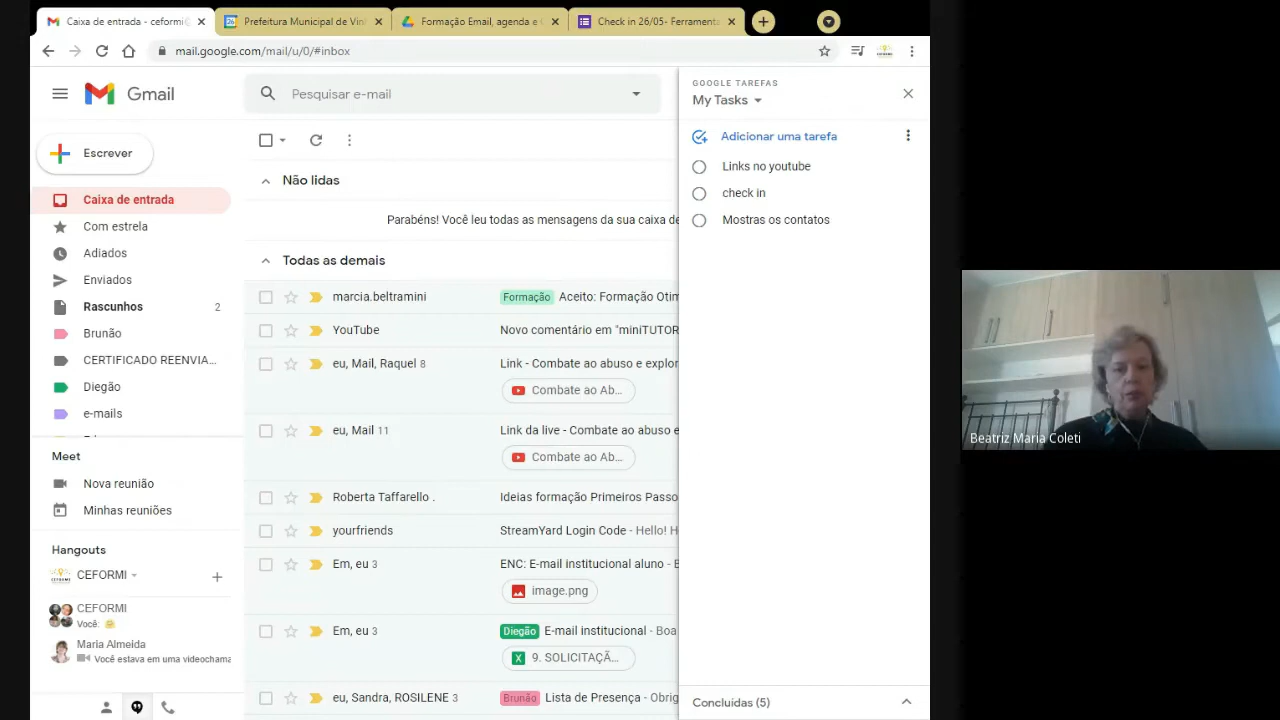 Caixa de entrada - ceformi@
Prefeitura Municipal de Vinh
Formação Email, agenda e
Check in 26/05- Ferramenta
mail.google.com/mail/u/0/#inbox
Gmail
Pesquisar e-mail
GOOGLE TAREFAS
My Tasks
Escrever
Adicionar uma tarefa
Links no youtube
check in
Mostras os contatos
Caixa de entrada
Com estrela
Adiados
Enviados
Rascunhos 2
Brunão
CERTIFICADO REENVIA...
Diegão
e-mails
Meet
Nova reunião
Minhas reuniões
Hangouts
CEFORMI
CEFORMI
Você:
Maria Almeida
Você estava em uma videochama
Não lidas
Parabéns! Você leu todas as mensagens da sua caixa de
Todas as demais
marcia.beltramini Formação Aceito: Formação Otim
YouTube Novo comentário em "miniTUTOR
eu, Mail, Raquel 8 Link - Combate ao abuso e explor
Combate ao Ab...
eu, Mail 11 Link da live - Combate ao abuso e
Combate ao Ab...
Roberta Taffarello . Ideias formação Primeiros Passo
yourfriends StreamYard Login Code - Hello! H
Em, eu 3 ENC: E-mail institucional aluno - B
image.png
Em, eu 3 Diegão E-mail institucional - Boa
9. SOLICITAÇÃ...
eu, Sandra, ROSILENE 3 Brunão Lista de Presença - Obrig
Concluídas (5)
Beatriz Maria Coleti